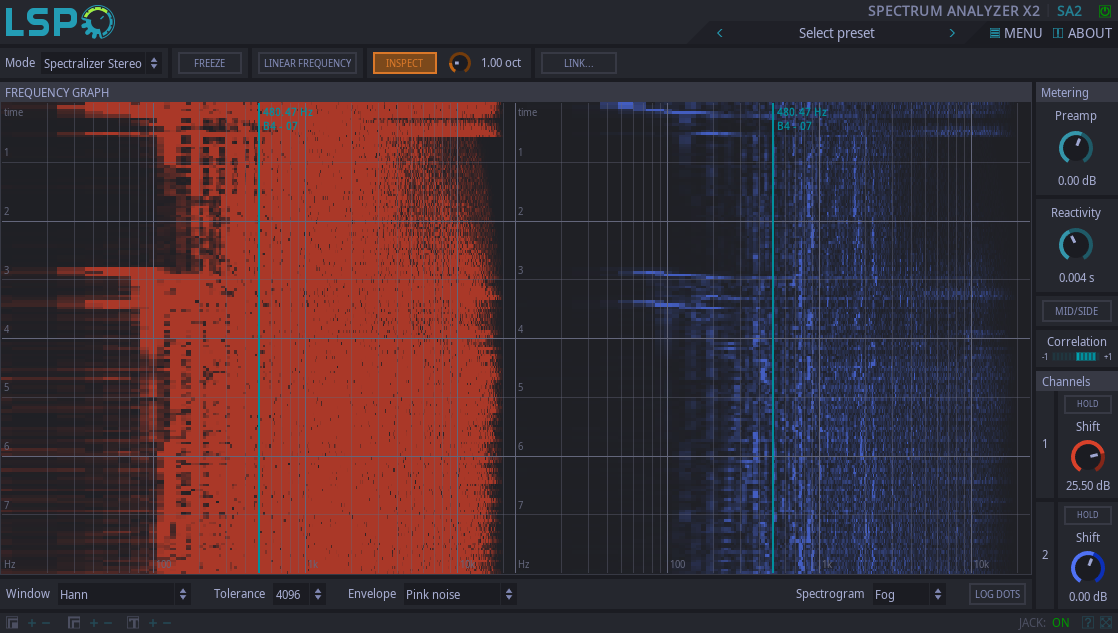 LSP
SPECTRUM ANALYZER X2 SA2
Select preset
MENU
ABOUT
Mode Spectralizer Stereo
FREEZE
LINEAR FREQUENCY
INSPECT
1.00 oct
LINK...
FREQUENCY GRAPH
time
480.47 Hz
B4 - 07
1
2
3
4
5
6
7
Hz
100
1k
10k
time
480.47 Hz
B4 - 07
1
2
3
4
5
6
7
Hz
100
1k
10k
Metering
Preamp
0.00 dB
Reactivity
0.004 s
MID/SIDE
Correlation
-1 +1
Channels
1
HOLD
Shift
25.50 dB
2
HOLD
Shift
0.00 dB
Window Hann
Tolerance 4096
Envelope Pink noise
Spectrogram Fog
LOG DOTS
JACK: ON